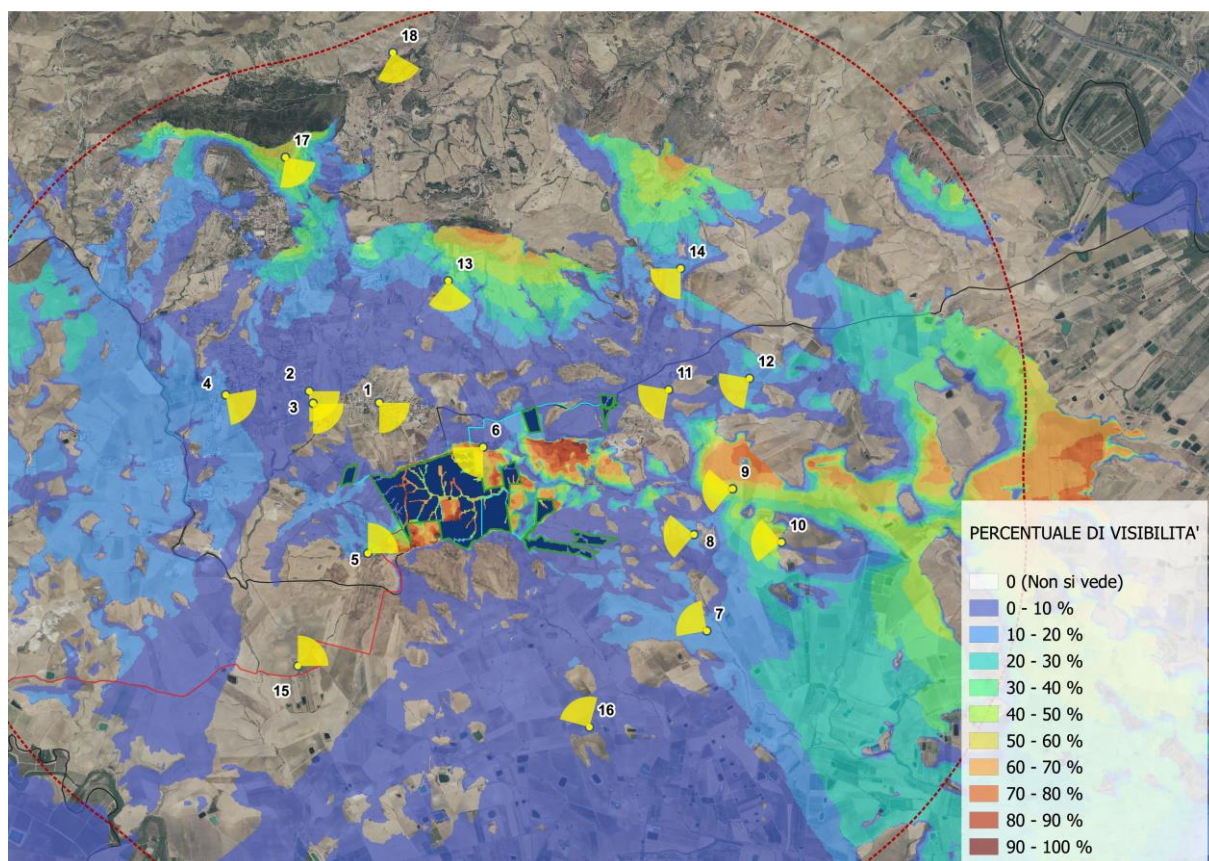 18
17
14
13
12
11
4
2
3
1
6
9
10
8
5
7
15
16
PERCENTUALE DI VISIBILITA'
0 (Non si vede)
0 - 10 %
10 - 20 %
20 - 30 %
30 - 40 %
40 - 50 %
50 - 60 %
60 - 70 %
70 - 80 %
80 - 90 %
90 - 100 %